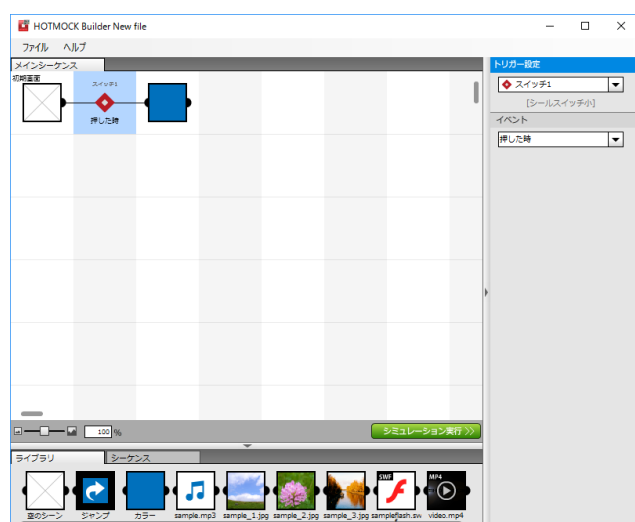 HOTMOCK Builder New file
ファイル ヘルプ
メインシーケンス
初期画面
スイッチ1
押した時
トリガー設定
スイッチ1
[シールスイッチ小]
イベント
押した時
100 %
シミュレーション実行 >>
ライブラリ シーケンス
SWF MP4
空のシーン ジャンプ カラー sample.mp3 sample_1.jpg sample_2.jpg sample_3.jpg sampleflash.sw video.mp4